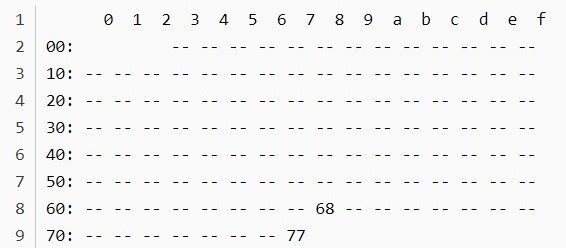 1      0  1  2  3  4  5  6  7  8  9  a  b  c  d  e  f
2 00:          -- -- -- -- -- -- -- -- -- -- -- -- --
3 10: -- -- -- -- -- -- -- -- -- -- -- -- -- -- -- --
4 20: -- -- -- -- -- -- -- -- -- -- -- -- -- -- -- --
5 30: -- -- -- -- -- -- -- -- -- -- -- -- -- -- -- --
6 40: -- -- -- -- -- -- -- -- -- -- -- -- -- -- -- --
7 50: -- -- -- -- -- -- -- -- -- -- -- -- -- -- -- --
8 60: -- -- -- -- -- -- -- -- 68 -- -- -- -- -- -- --
9 70: -- -- -- -- -- -- -- 77